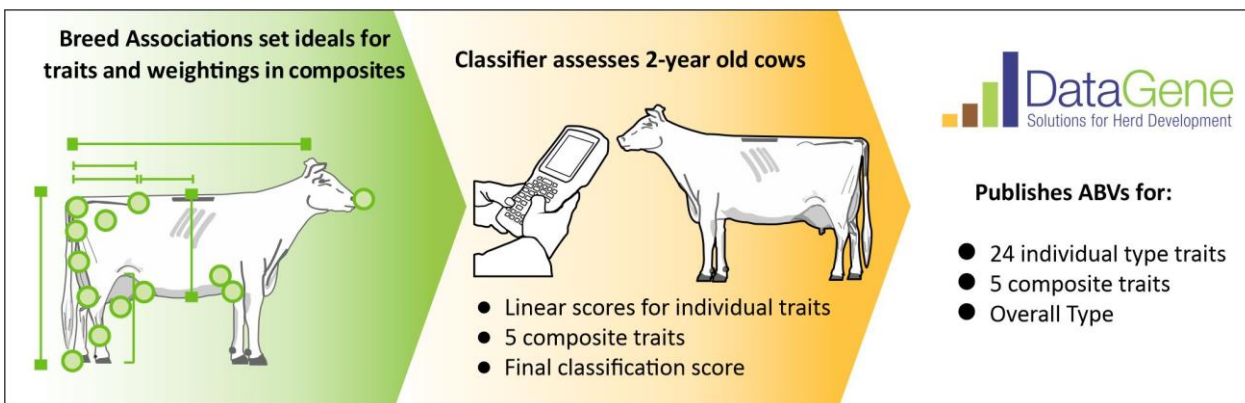 Breed Associations set ideals for
traits and weightings in composites
Classifier assesses 2-year old cows
● Linear scores for individual traits
● 5 composite traits
● Final classification score
DataGene
Solutions for Herd Development
Publishes ABVs for:
● 24 individual type traits
● 5 composite traits
● Overall Type